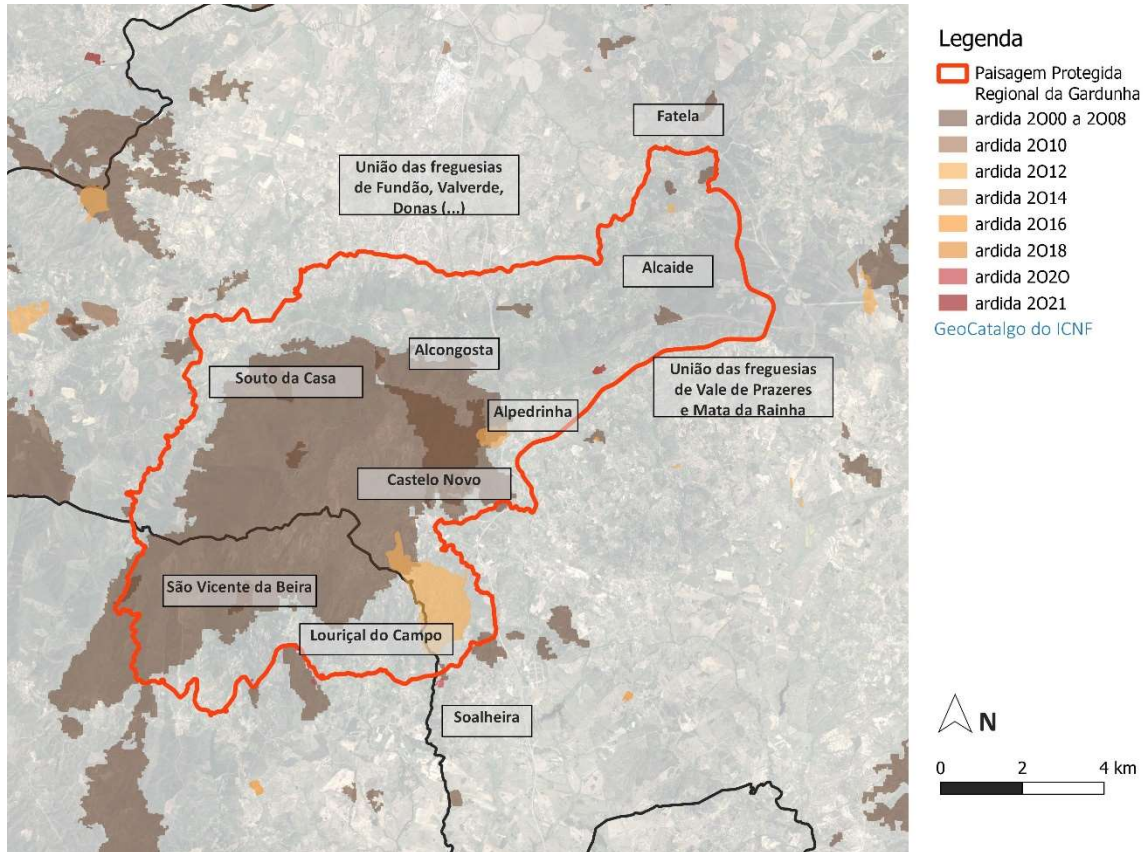 Fatela
União das freguesias
de Fundão, Valverde,
Donas (...)
Alcaide
Alcongosta
Souto da Casa
União das freguesias
de Vale de Prazeres
e Mata da Rainha
Alpedrinha
Castelo Novo
São Vicente da Beira
Louriçal do Campo
Soalheira
Legenda
Paisagem Protegida
Regional da Gardunha
ardida 2000 a 2008
ardida 2010
ardida 2012
ardida 2014
ardida 2016
ardida 2018
ardida 2020
ardida 2021
GeoCatalgo do ICNF
N
0 2 4 km